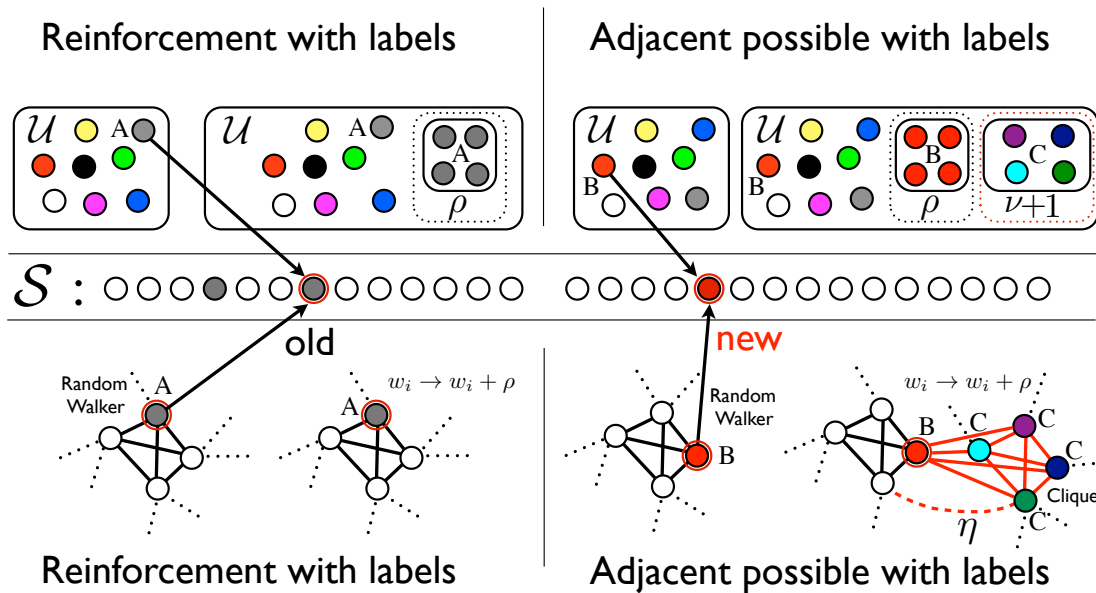 Reinforcement with labels
Adjacent possible with labels
𝒰 A
𝒰 A A ρ
𝒰 B
𝒰 B B ρ C ν+1
𝒮 :
old
new
Random
Walker
A
A
w_i → w_i + ρ
Random
Walker
B
w_i → w_i + ρ
B
C
C
C
C
Clique
η
Reinforcement with labels
Adjacent possible with labels